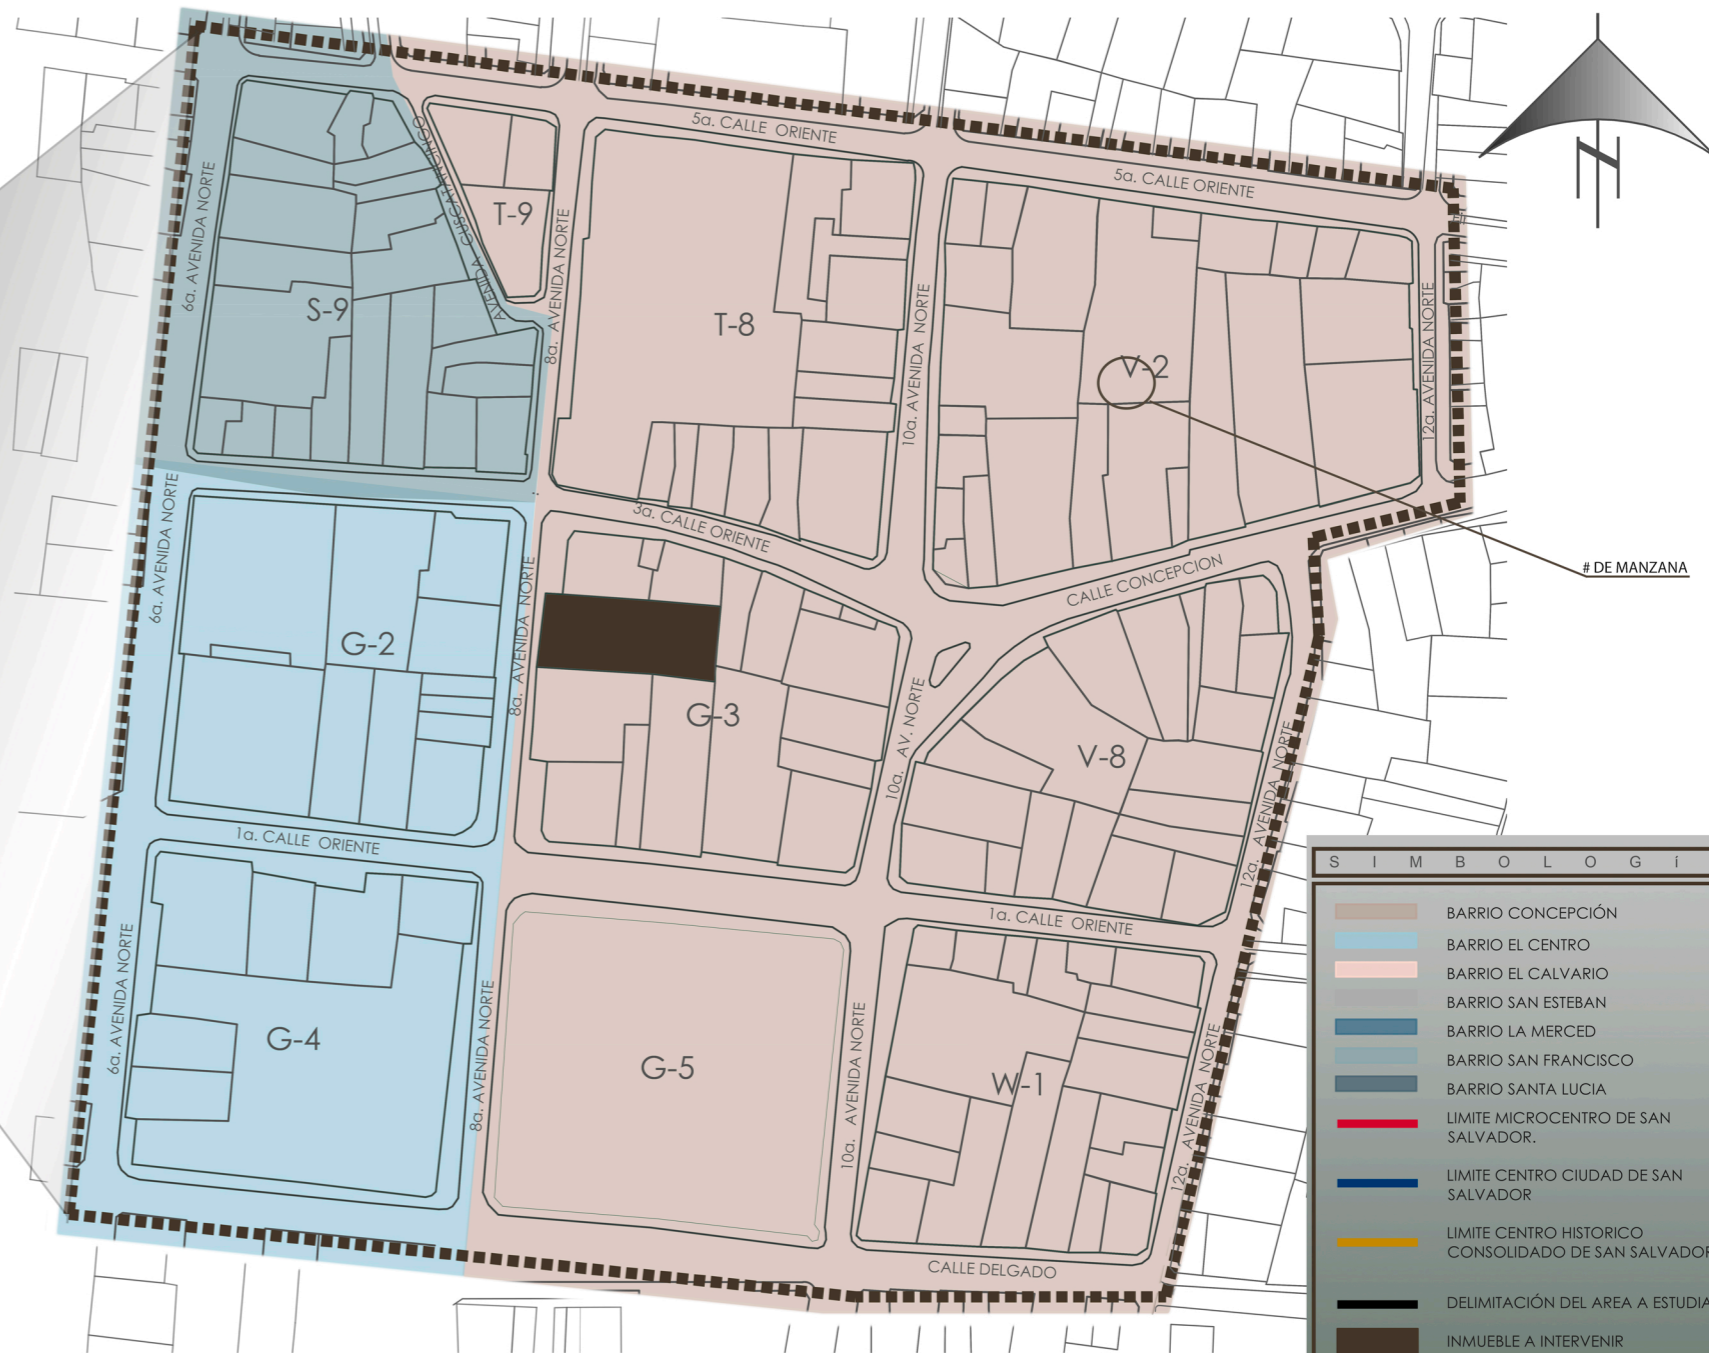 5a. CALLE ORIENTE
5a. CALLE ORIENTE
AVENIDA CUSCATANCINGO
6a. AVENIDA NORTE
T-9
8a. AVENIDA NORTE
S-9
T-8
10a. AVENIDA NORTE
V-2
12a. AVENIDA NORTE
6a. AVENIDA NORTE
3a. CALLE ORIENTE
CALLE CONCEPCION
# DE MANZANA
8a. AVENIDA NORTE
G-2
G-3
10a. AV. NORTE
V-8
12a. AVENIDA NORTE
1a. CALLE ORIENTE
1a. CALLE ORIENTE
6a. AVENIDA NORTE
G-4
8a. AVENIDA NORTE
G-5
10a. AVENIDA NORTE
W-1
12a. AVENIDA NORTE
CALLE DELGADO
S I M B O L O G í
BARRIO CONCEPCIÓN
BARRIO EL CENTRO
BARRIO EL CALVARIO
BARRIO SAN ESTEBAN
BARRIO LA MERCED
BARRIO SAN FRANCISCO
BARRIO SANTA LUCIA
LIMITE MICROCENTRO DE SAN
SALVADOR.
LIMITE CENTRO CIUDAD DE SAN
SALVADOR
LIMITE CENTRO HISTORICO
CONSOLIDADO DE SAN SALVADOR
DELIMITACIÓN DEL AREA A ESTUDIA
INMUEBLE A INTERVENIR